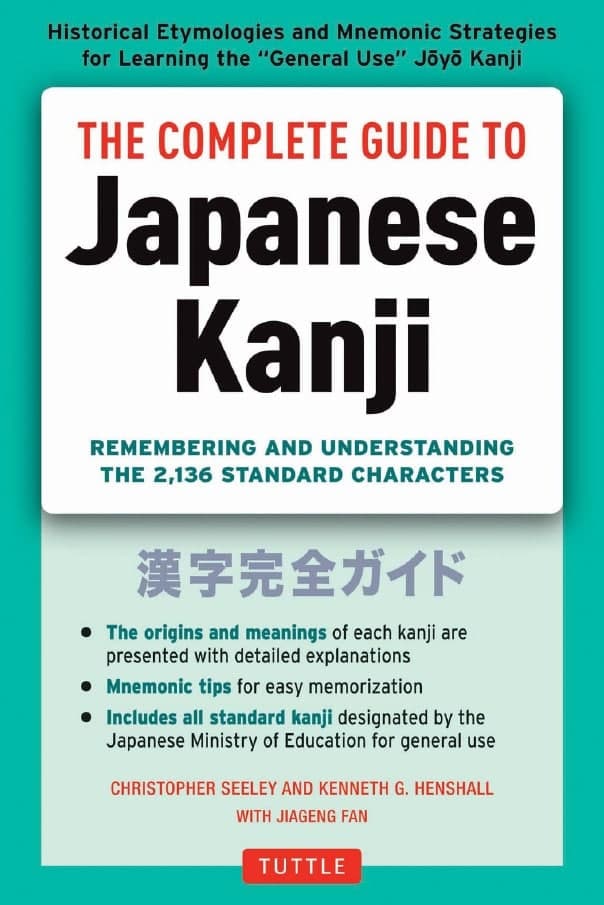 Historical Etymologies and Mnemonic Strategies
for Learning the “General Use” Jōyō Kanji
THE COMPLETE GUIDE TO
Japanese
Kanji
REMEMBERING AND UNDERSTANDING
THE 2,136 STANDARD CHARACTERS
漢字完全ガイド
● The origins and meanings of each kanji are
presented with detailed explanations
● Mnemonic tips for easy memorization
● Includes all standard kanji designated by the
Japanese Ministry of Education for general use
CHRISTOPHER SEELEY AND KENNETH G. HENSHALL
WITH JIAGENG FAN
TUTTLE